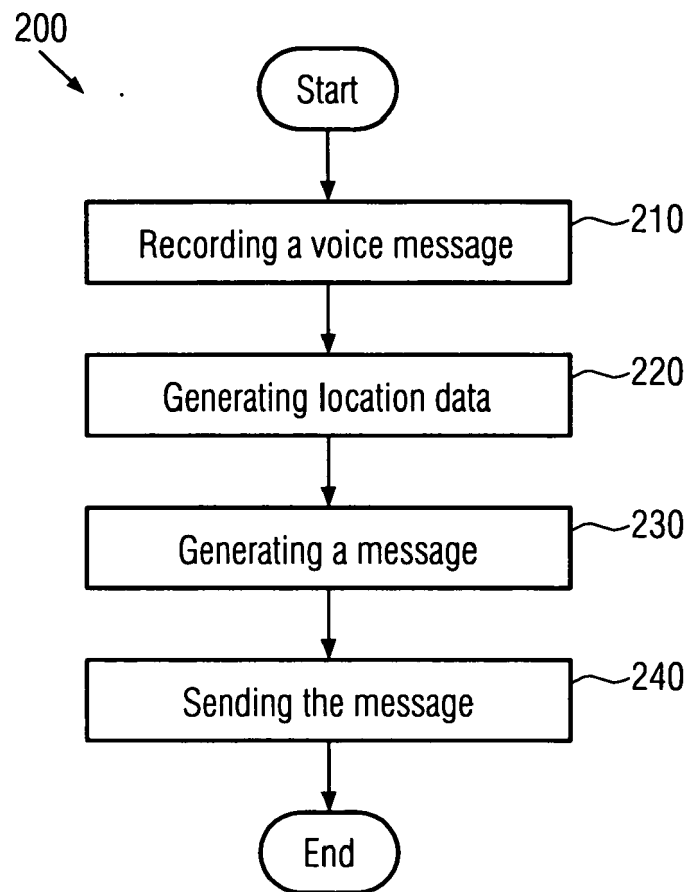 200
Start
Recording a voice message
210
Generating location data
220
Generating a message
230
Sending the message
240
End